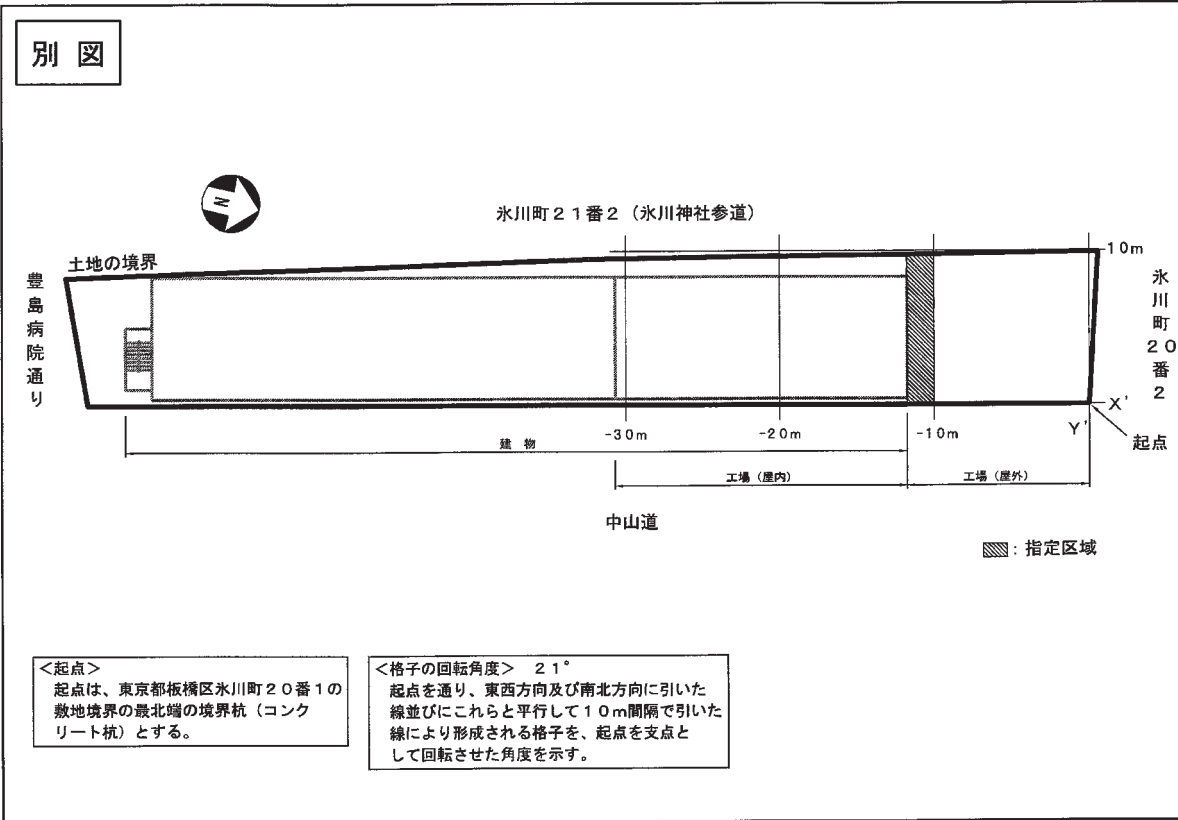 別図
N
氷川町21番2（氷川神社参道）
土地の境界
10m
豊島病院通り
氷川町20番2
X'
-30m
-20m
-10m
Y'
起点
建物
工場（屋内）
工場（屋外）
中山道
：指定区域
＜起点＞
起点は、東京都板橋区氷川町20番1の
敷地境界の最北端の境界杭（コンク
リート杭）とする。
＜格子の回転角度＞　21°
起点を通り、東西方向及び南北方向に引いた
線並びにこれらと平行して10m間隔で引いた
線により形成される格子を、起点を支点と
して回転させた角度を示す。